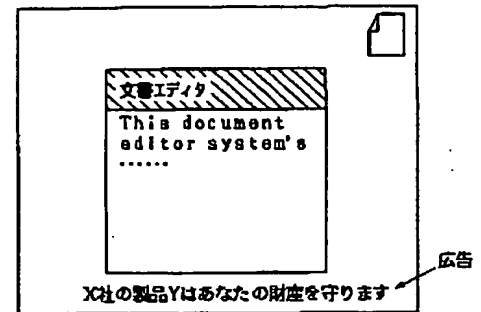 文書エディタ
This document
editor system's
......
X社の製品Yはあなたの財産を守ります
広告